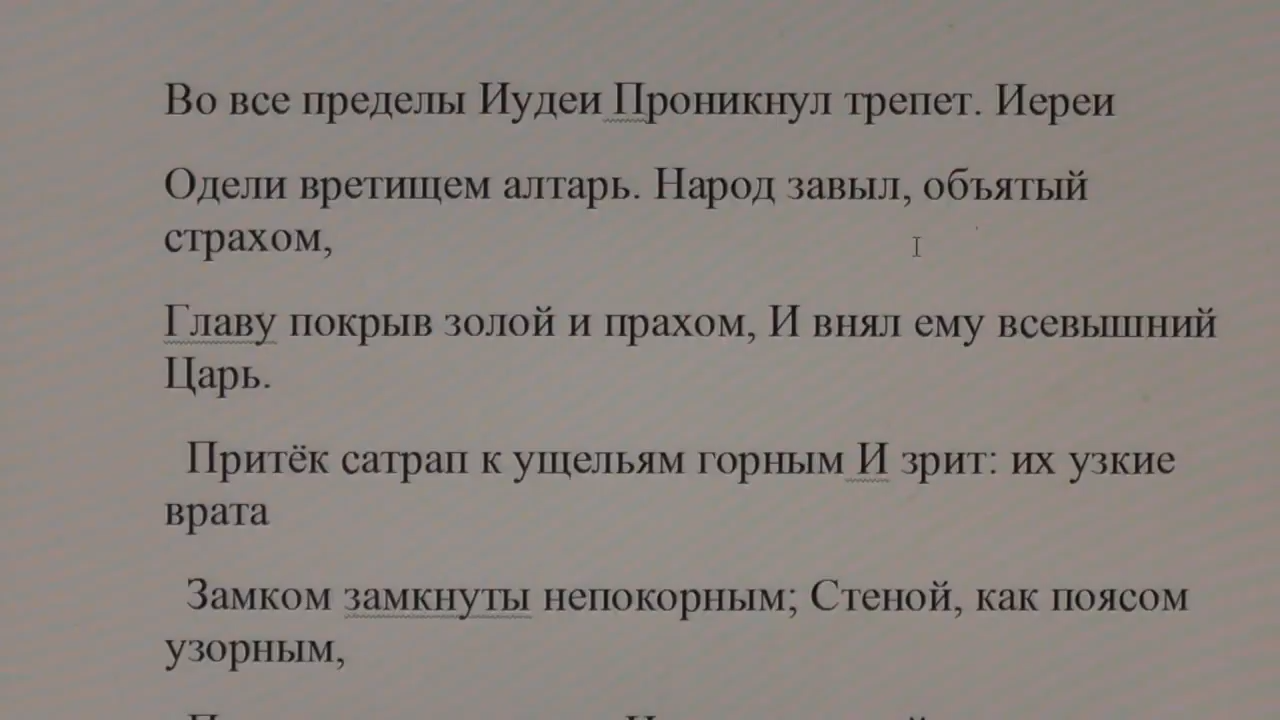 Во все пределы Иудеи Проникнул трепет. Иереи
Одели вретищем алтарь. Народ завыл, объятый
страхом,
Главу покрыв золой и прахом, И внял ему всевышний
Царь.
Притёк сатрап к ущельям горным И зрит: их узкие
врата
Замком замкнуты непокорным; Стеной, как поясом
узорным,